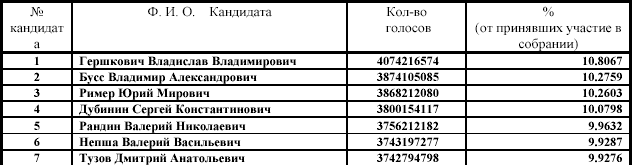 № кандидата Ф. И. О. Кандидата Кол-во голосов % (от принявших участие в собрании)
1 Гершкович Владислав Владимирович 4074216574 10.8067
2 Бусс Владимир Александрович 3874105085 10.2759
3 Ример Юрий Мирович 3868212080 10.2603
4 Дубинин Сергей Константинович 3800154117 10.0798
5 Рандин Валерий Николаевич 3756212182 9.9632
6 Непша Валерий Васильевич 3743197277 9.9287
7 Тузов Дмитрий Анатольевич 3742794798 9.9276